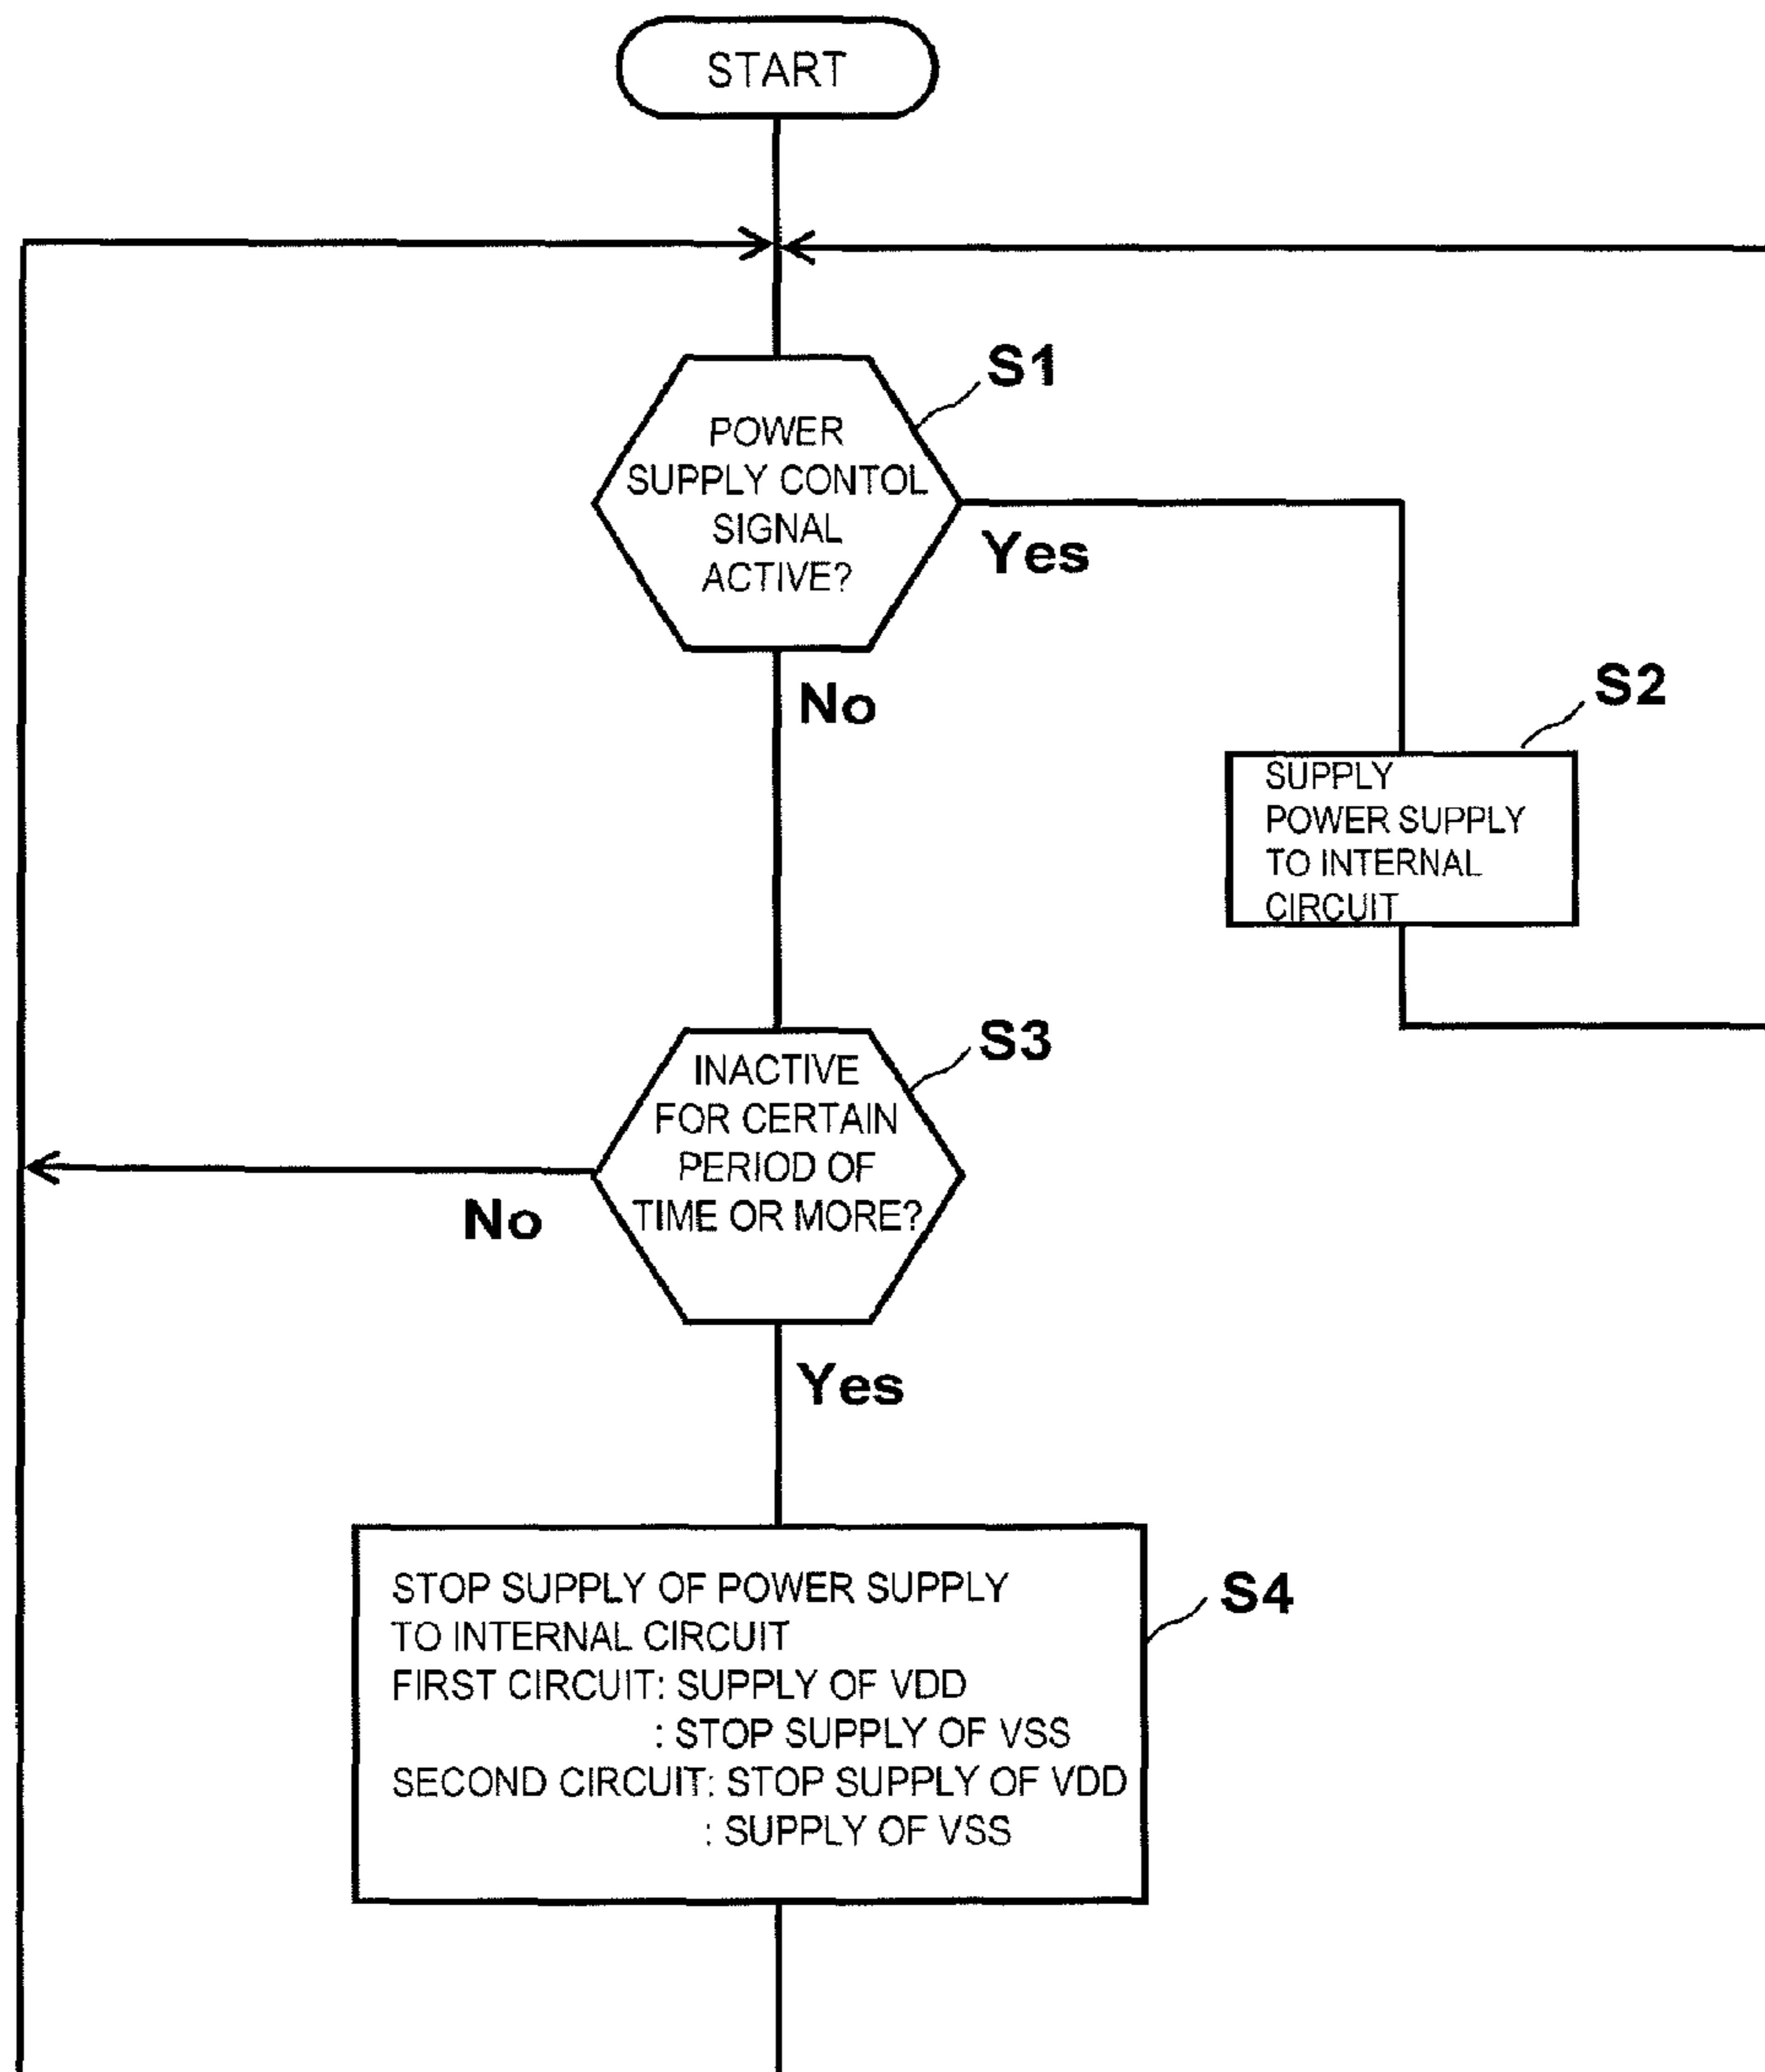 START
S1
POWER
SUPPLY CONTOL
SIGNAL
ACTIVE?
Yes
No
S2
SUPPLY
POWER SUPPLY
TO INTERNAL
CIRCUIT
S3
INACTIVE
FOR CERTAIN
PERIOD OF
TIME OR MORE?
No
Yes
S4
STOP SUPPLY OF POWER SUPPLY
TO INTERNAL CIRCUIT
FIRST CIRCUIT: SUPPLY OF VDD
: STOP SUPPLY OF VSS
SECOND CIRCUIT: STOP SUPPLY OF VDD
: SUPPLY OF VSS